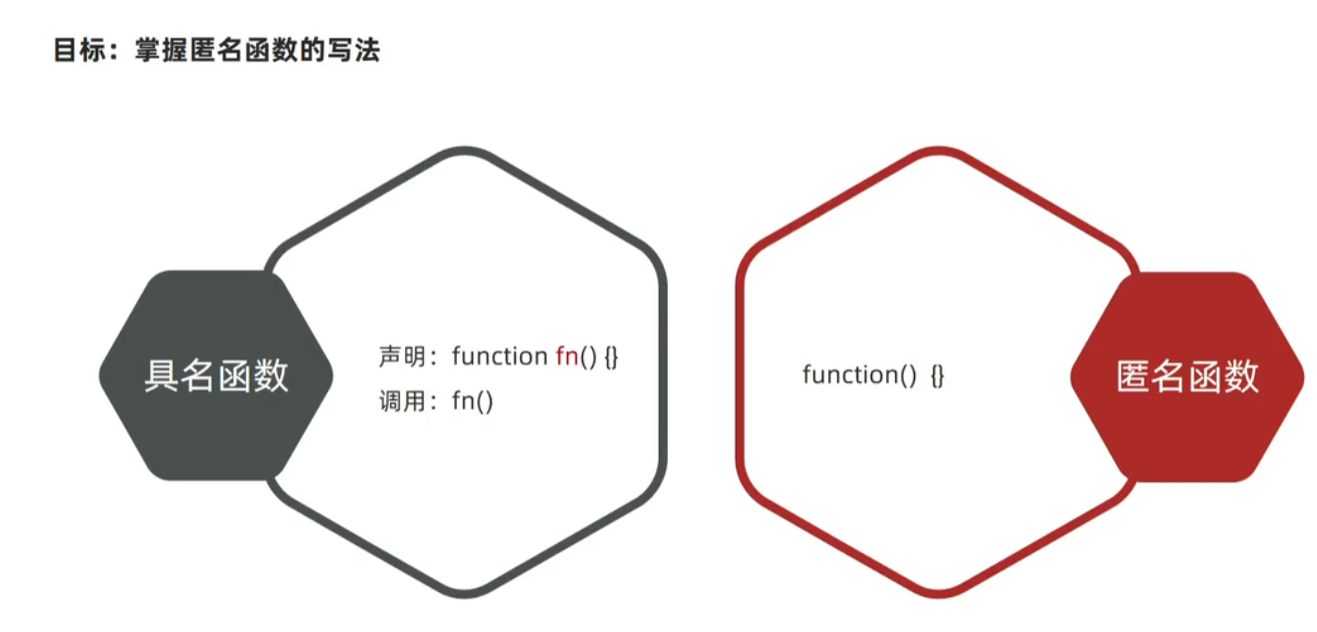 目标：掌握匿名函数的写法
具名函数
声明：function fn() {}
调用：fn()
function() {}
匿名函数